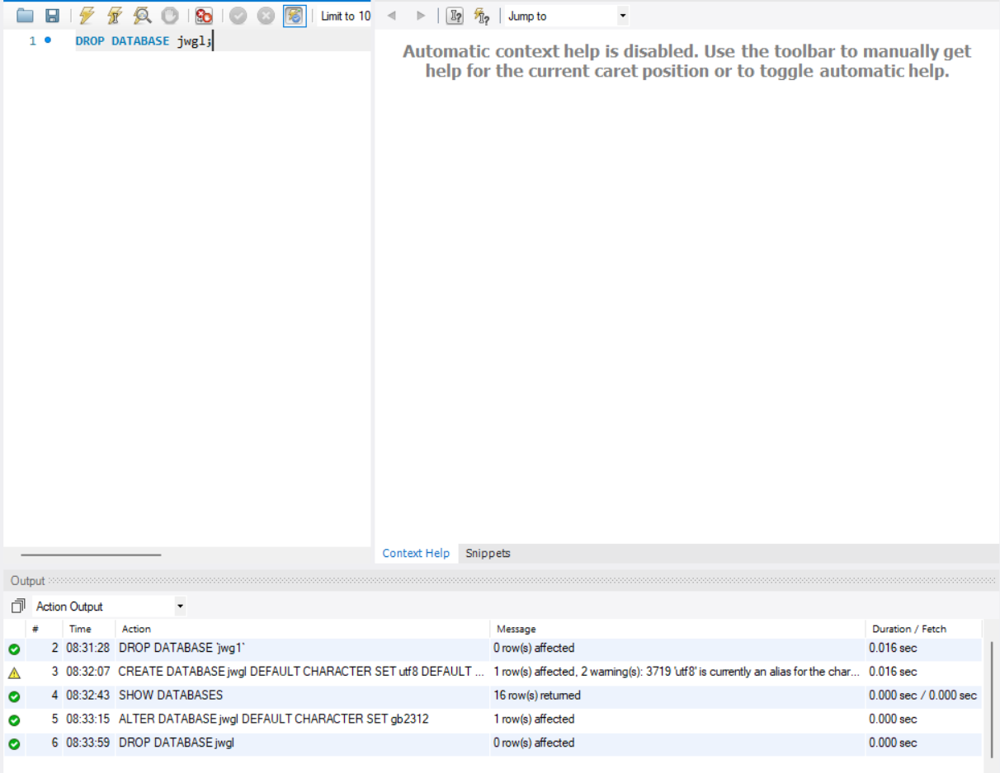 Limit to 10
Jump to
1 DROP DATABASE jwgl;
Automatic context help is disabled. Use the toolbar to manually get
help for the current caret position or to toggle automatic help.
Context Help Snippets
Output
Action Output
# Time Action Message Duration / Fetch
2 08:31:28 DROP DATABASE `jwg1` 0 row(s) affected 0.016 sec
3 08:32:07 CREATE DATABASE jwgl DEFAULT CHARACTER SET utf8 DEFAULT ... 1 row(s) affected, 2 warning(s): 3719 'utf8' is currently an alias for the char... 0.016 sec
4 08:32:43 SHOW DATABASES 16 row(s) returned 0.000 sec / 0.000 sec
5 08:33:15 ALTER DATABASE jwgl DEFAULT CHARACTER SET gb2312 1 row(s) affected 0.000 sec
6 08:33:59 DROP DATABASE jwgl 0 row(s) affected 0.000 sec